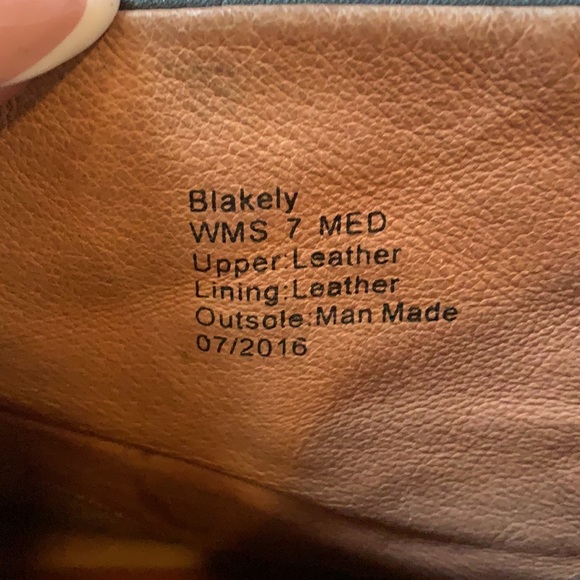 Blakely
WMS 7 MED
Upper:Leather
Lining:Leather
Outsole:Man Made
07/2016